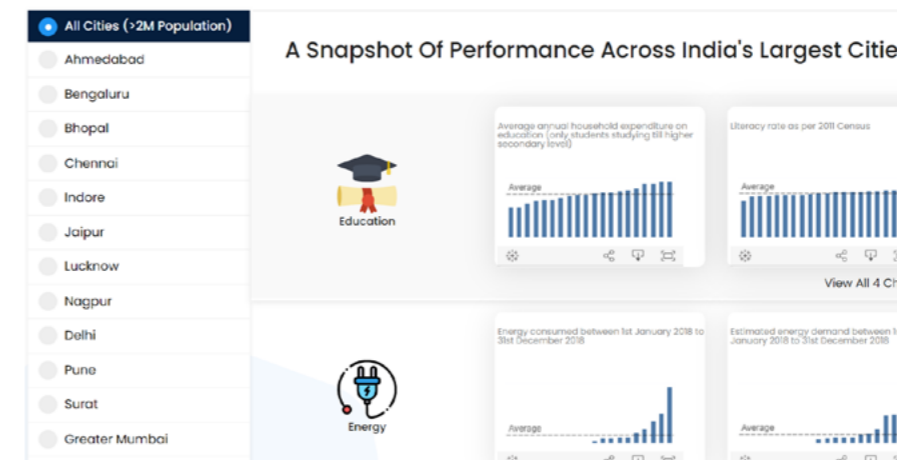 All Cities (>2M Population)
Ahmedabad
Bengaluru
Bhopal
Chennai
Indore
Jaipur
Lucknow
Nagpur
Delhi
Pune
Surat
Greater Mumbai
A Snapshot Of Performance Across India's Largest Citie
Education
Average annual household expenditure on
education (only students studying till higher
secondary level)
Average
Literacy rate as per 2011 Census
Average
View All 4 Ch
Energy
Energy consumed between 1st January 2018 to
31st December 2018
Average
Estimated energy demand between
January 2018 to 31st December 2018
Average